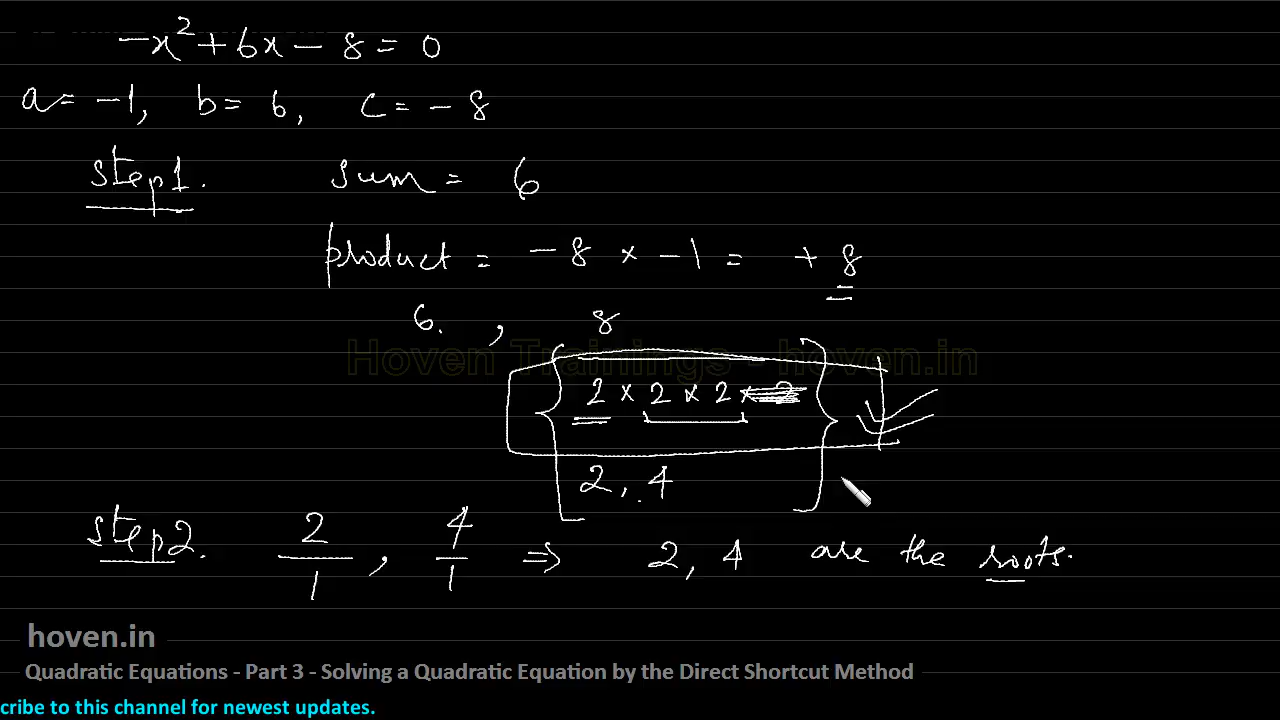 -x² + 6x - 8 = 0
a = -1, b = 6, c = -8
step1. sum = 6
product = -8 × -1 = +8
6. , 8
Hoven Trainings - hoven.in
2 × 2 × 2
2, 4
step2. 2/1 , 4/1 ⇒ 2, 4 are the roots.
hoven.in
Quadratic Equations - Part 3 - Solving a Quadratic Equation by the Direct Shortcut Method
cribe to this channel for newest updates.